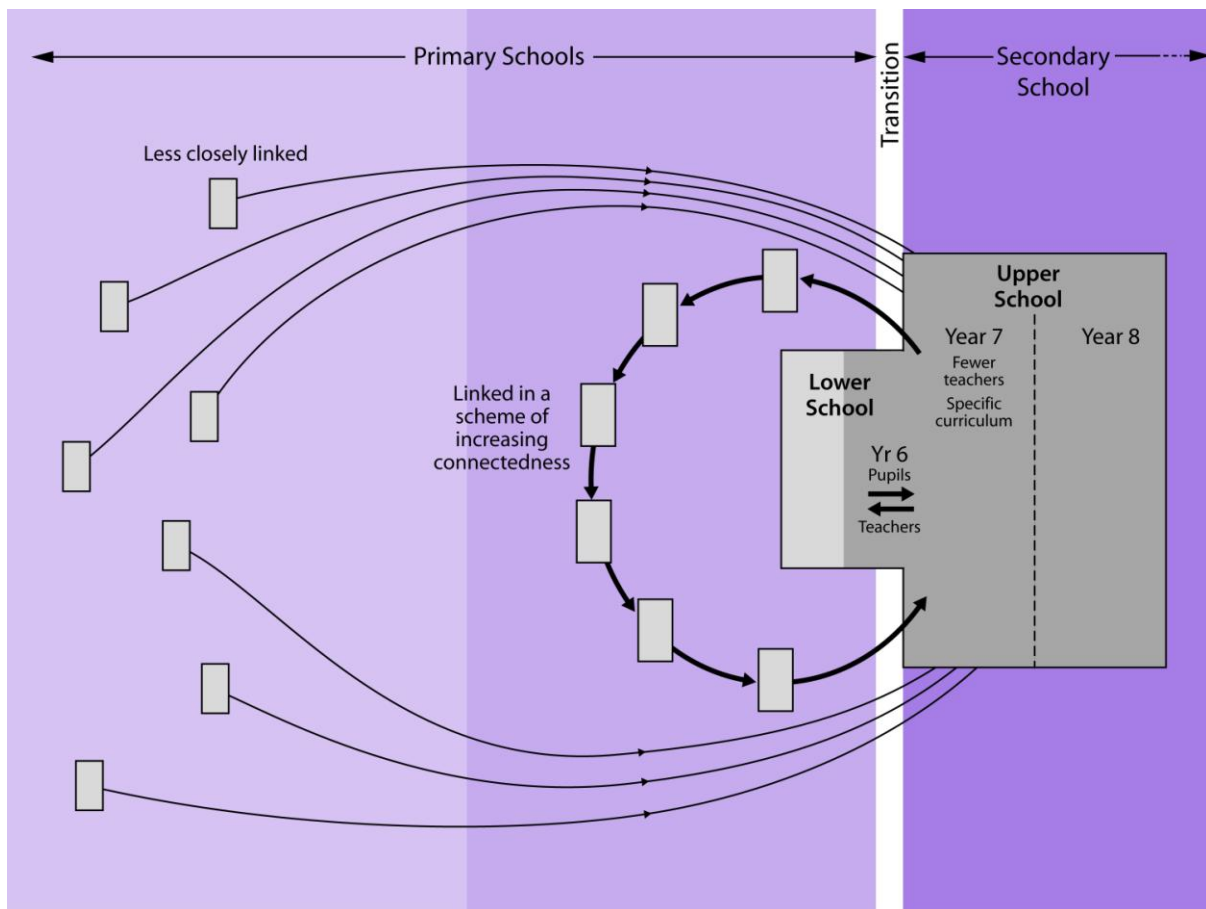 Primary Schools
Transition
Secondary
School
Less closely linked
Upper
School
Year 7
Year 8
Fewer
teachers
Specific
curriculum
Lower
School
Linked in a
scheme of
increasing
connectedness
Yr 6
Pupils
Teachers